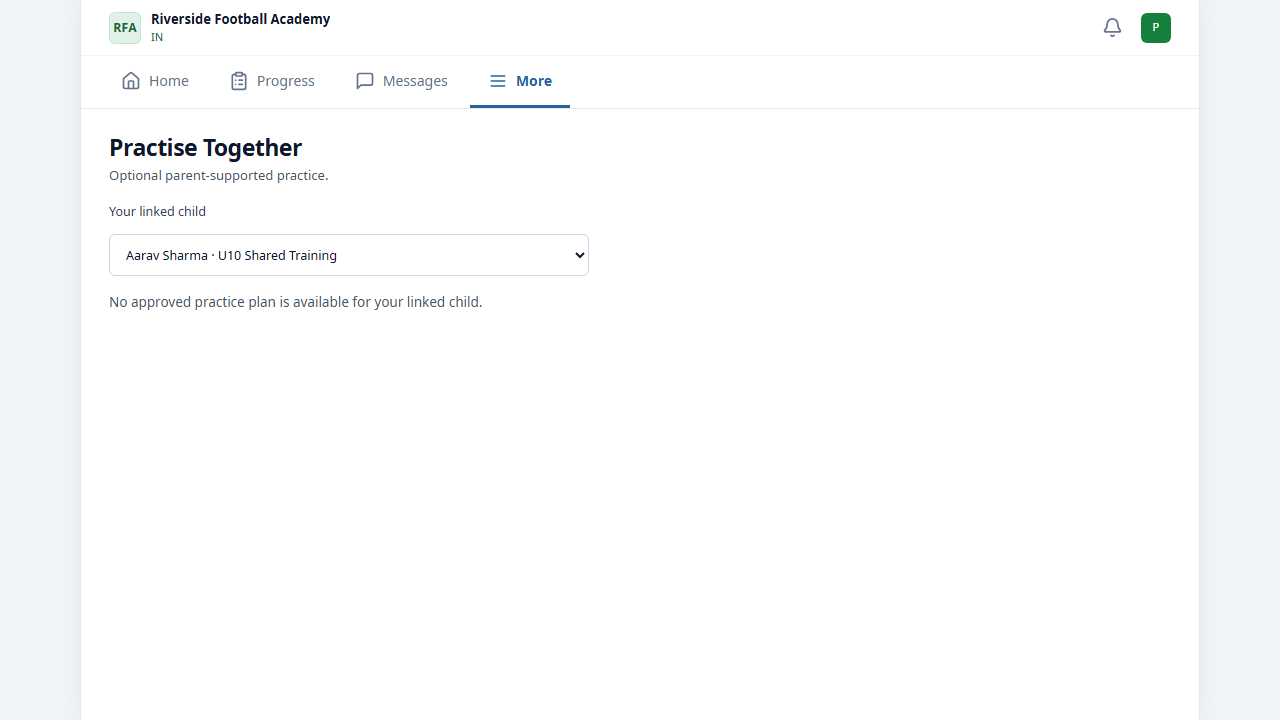 RFA
Riverside Football Academy
IN
P
Home
Progress
Messages
More
Practise Together
Optional parent-supported practice.
Your linked child
Aarav Sharma · U10 Shared Training
No approved practice plan is available for your linked child.